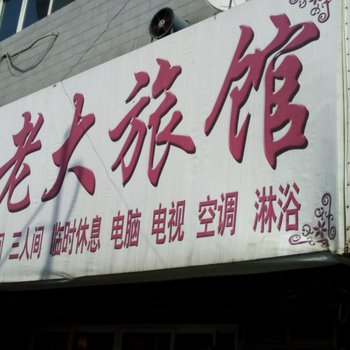 老大旅馆
间 三人间 临时休息 电脑 电视 空调 淋浴